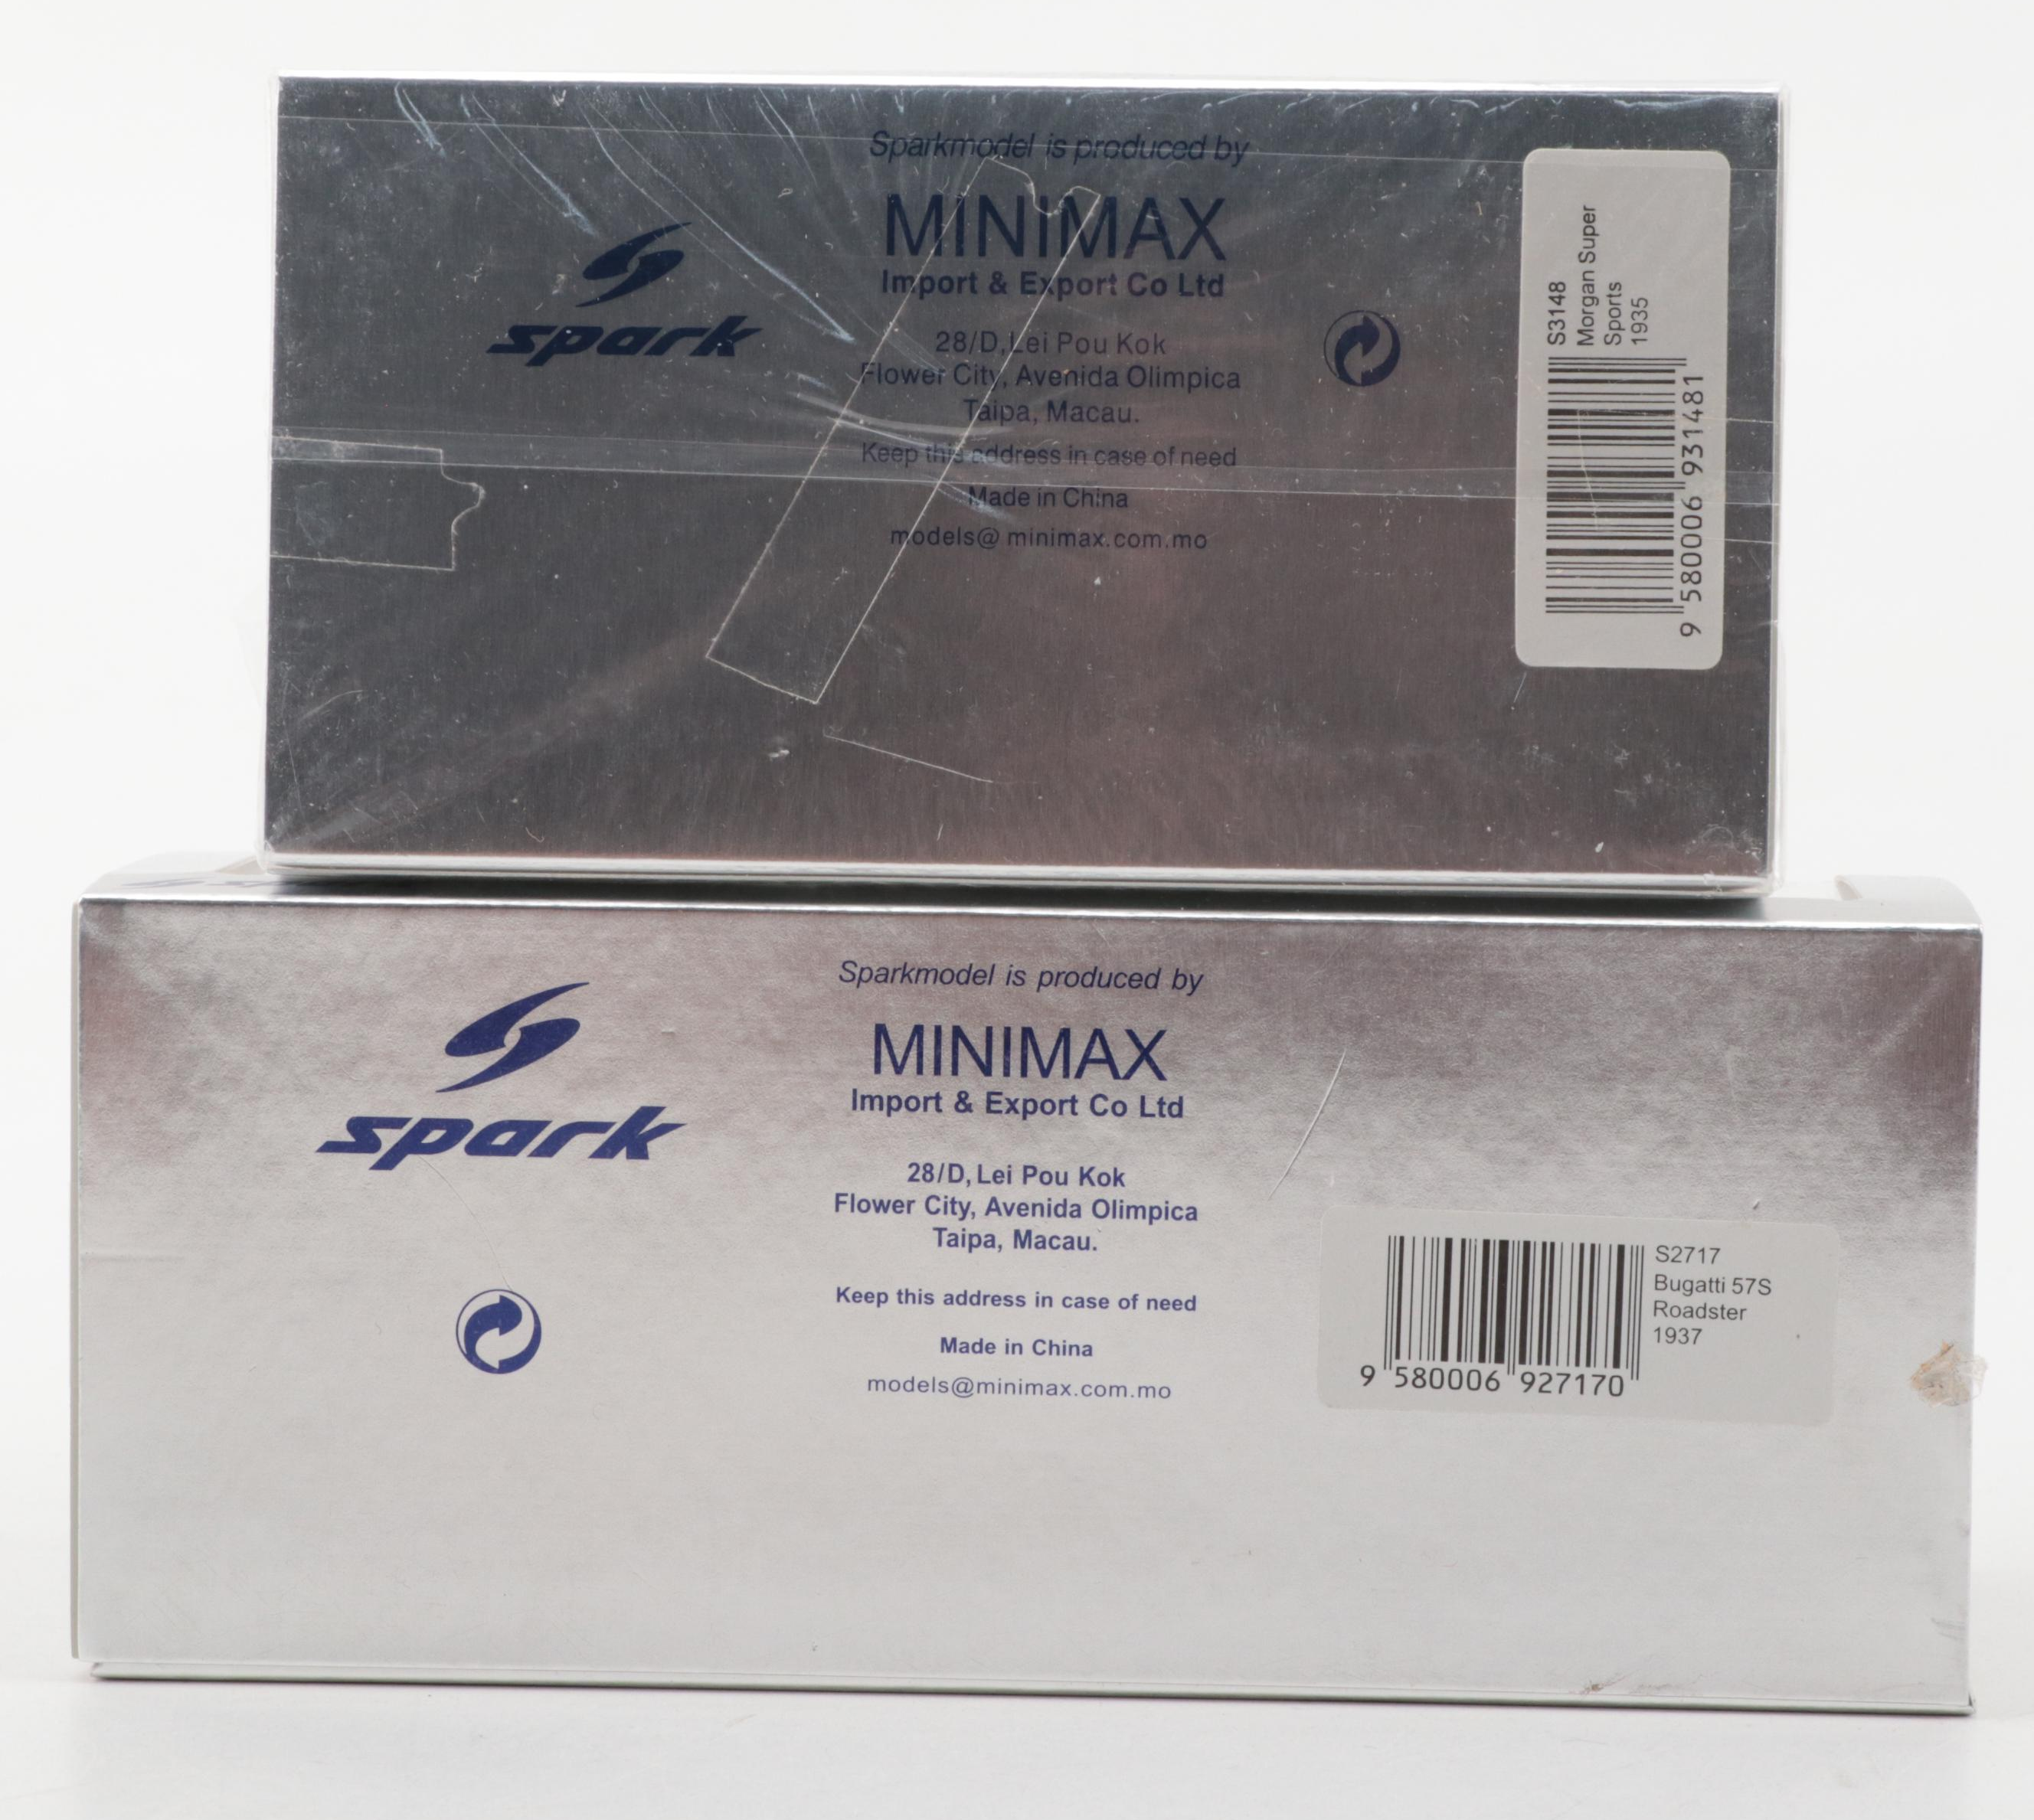 Sparkmodel is produced by
MINIMAX
Import & Export Co Ltd
spark
28/D, Lei Pou Kok
Flower City, Avenida Olimpica
Taipa, Macau.
Keep this address in case of need
Made in China
models@ minimax.com.mo
S3148
Morgan Super
Sports
1935
9 580006 931481
Sparkmodel is produced by
MINIMAX
Import & Export Co Ltd
spark
28/D, Lei Pou Kok
Flower City, Avenida Olimpica
Taipa, Macau.
Keep this address in case of need
Made in China
models@minimax.com.mo
S2717
Bugatti 57S
Roadster
1937
9 580006 927170